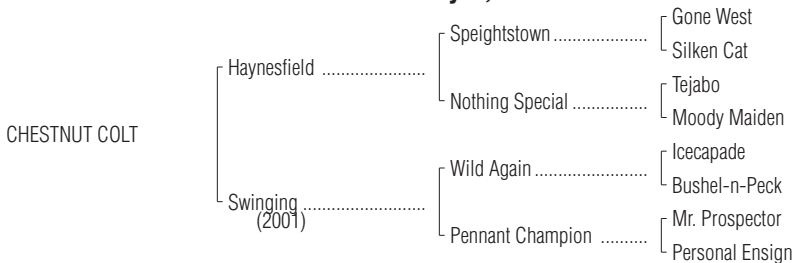 Gone West
Speightstown ....................
Silken Cat
Haynesfield ......................
Tejabo
Nothing Special ................
Moody Maiden
CHESTNUT COLT
Icecapade
Wild Again ........................
Bushel-n-Peck
Swinging ..........................
(2001)
Mr. Prospector
Pennant Champion ..........
Personal Ensign